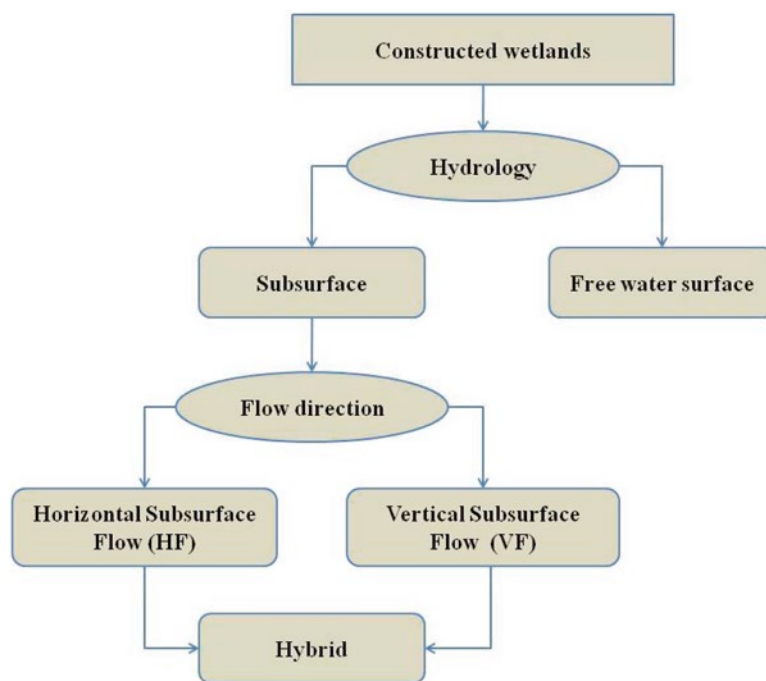 Constructed wetlands
Hydrology
Subsurface
Free water surface
Flow direction
Horizontal Subsurface
Flow (HF)
Vertical Subsurface
Flow (VF)
Hybrid